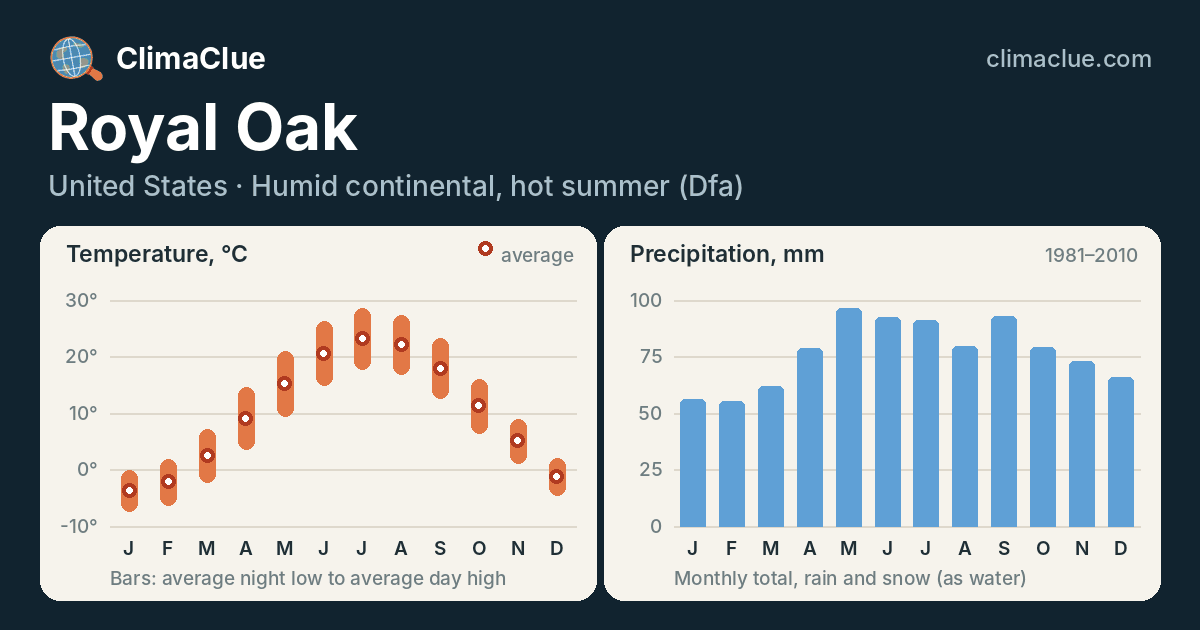 ClimaClue
climaclue.com
Royal Oak
United States · Humid continental, hot summer (Dfa)
Temperature, °C
average
30°
20°
10°
0°
-10°
J F M A M J J A S O N D
Bars: average night low to average day high
Precipitation, mm
1981–2010
100
75
50
25
0
J F M A M J J A S O N D
Monthly total, rain and snow (as water)